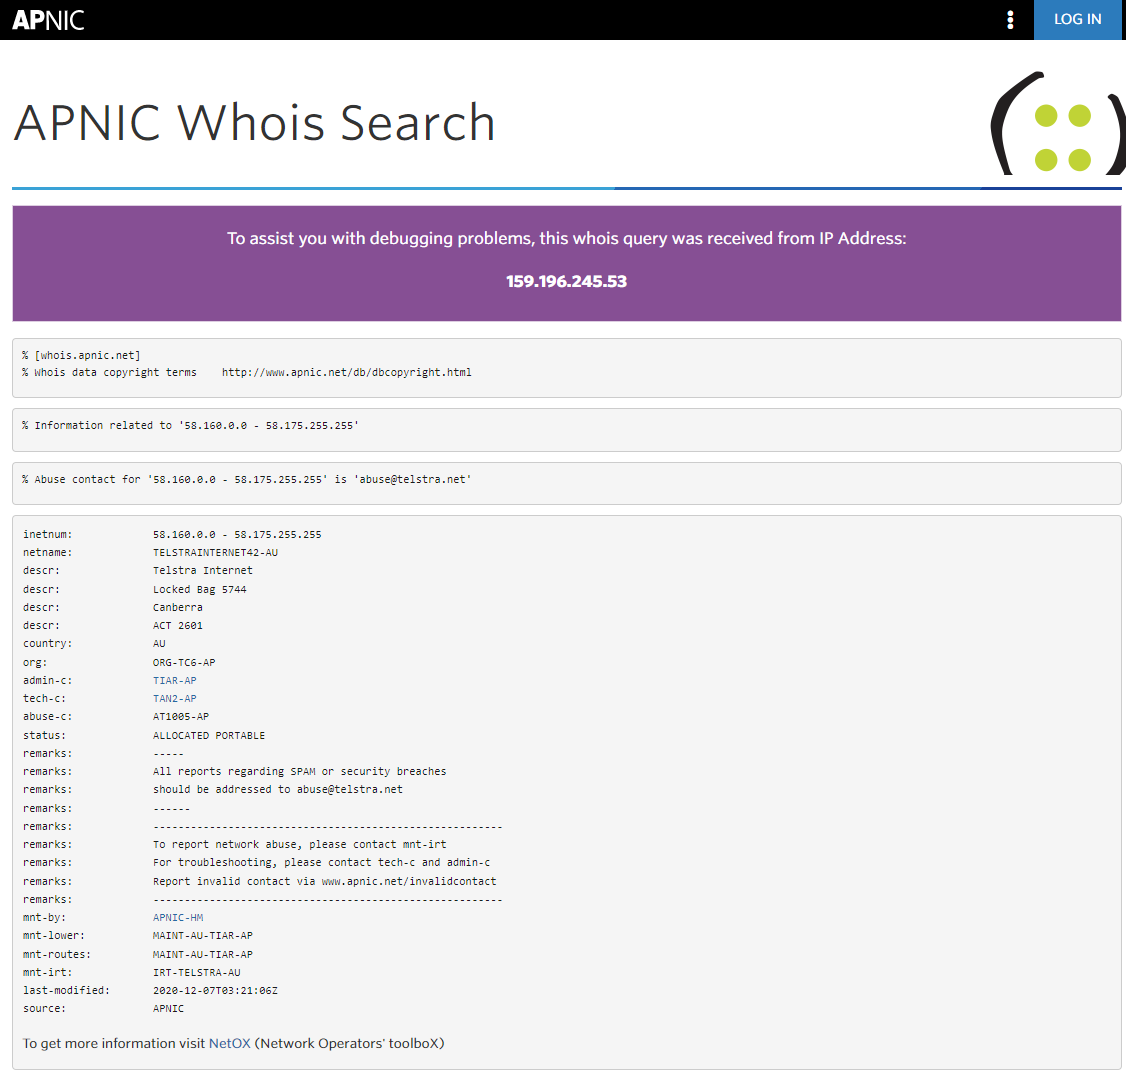 APNIC
LOG IN
APNIC Whois Search
To assist you with debugging problems, this whois query was received from IP Address:
159.196.245.53
% [whois.apnic.net]
% Whois data copyright terms    http://www.apnic.net/db/dbcopyright.html
% Information related to '58.160.0.0 - 58.175.255.255'
% Abuse contact for '58.160.0.0 - 58.175.255.255' is 'abuse@telstra.net'
inetnum: 58.160.0.0 - 58.175.255.255
netname: TELSTRAINTERNET42-AU
descr: Telstra Internet
descr: Locked Bag 5744
descr: Canberra
descr: ACT 2601
country: AU
org: ORG-TC6-AP
admin-c: TIAR-AP
tech-c: TAN2-AP
abuse-c: AT1005-AP
status: ALLOCATED PORTABLE
remarks: -----
remarks: All reports regarding SPAM or security breaches
remarks: should be addressed to abuse@telstra.net
remarks: ------
remarks: --------------------------------------------------------
remarks: To report network abuse, please contact mnt-irt
remarks: For troubleshooting, please contact tech-c and admin-c
remarks: Report invalid contact via www.apnic.net/invalidcontact
remarks: --------------------------------------------------------
mnt-by: APNIC-HM
mnt-lower: MAINT-AU-TIAR-AP
mnt-routes: MAINT-AU-TIAR-AP
mnt-irt: IRT-TELSTRA-AU
last-modified: 2020-12-07T03:21:06Z
source: APNIC
To get more information visit NetOX (Network Operators' toolboX)